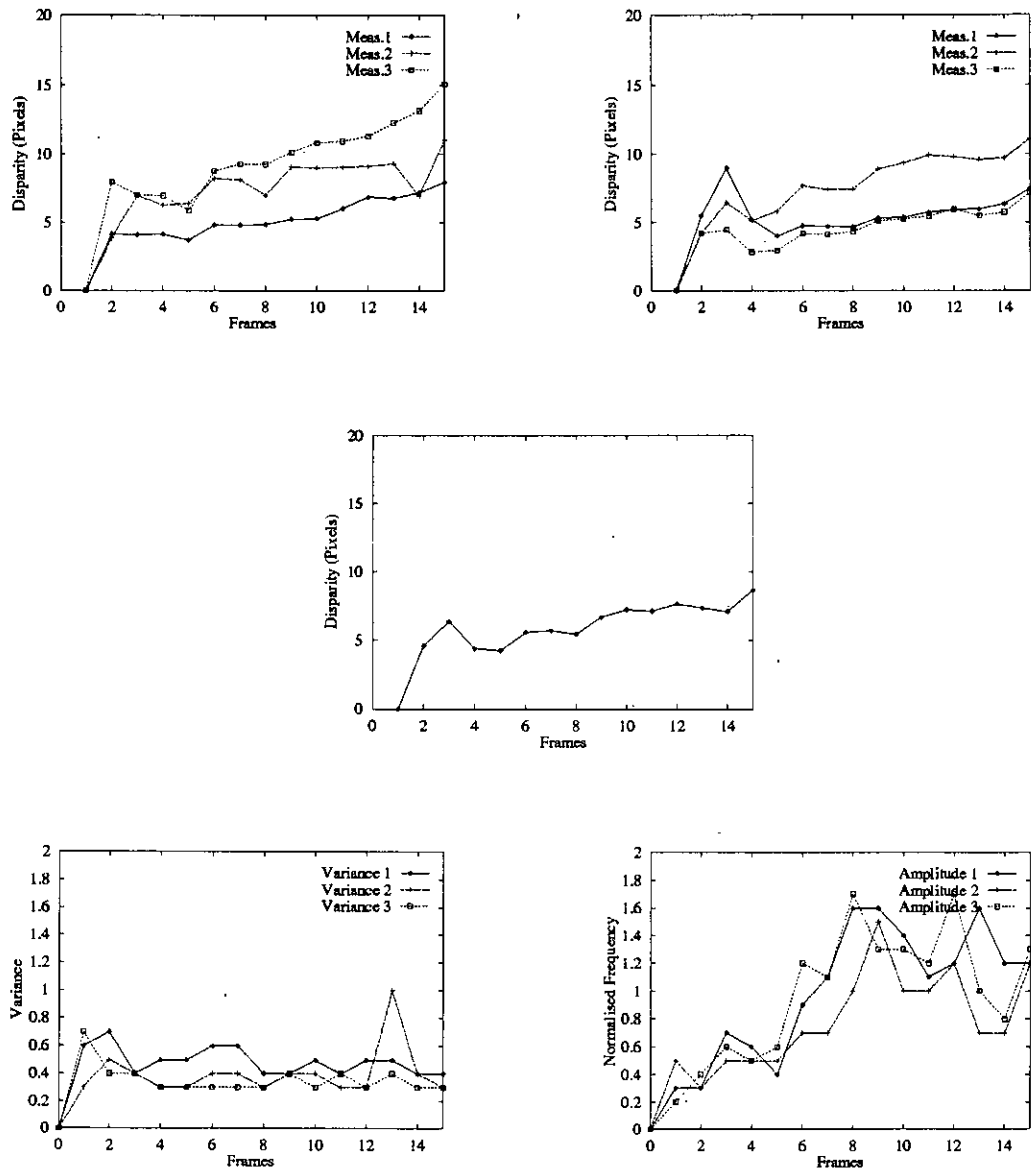 20
15
10
5
0
Disparity (Pixels)
Meas.1
Meas.2
Meas.3
0 2 4 6 8 10 12 14
Frames
20
15
10
5
0
Disparity (Pixels)
Meas.1
Meas.2
Meas.3
0 2 4 6 8 10 12 14
Frames
20
15
10
5
0
Disparity (Pixels)
0 2 4 6 8 10 12 14
Frames
2
1.8
1.6
1.4
1.2
1
0.8
0.6
0.4
0.2
0
Variance
Variance 1
Variance 2
Variance 3
0 2 4 6 8 10 12 14
Frames
2
1.8
1.6
1.4
1.2
1
0.8
0.6
0.4
0.2
0
Normalised Frequency
Amplitude 1
Amplitude 2
Amplitude 3
0 2 4 6 8 10 12 14
Frames